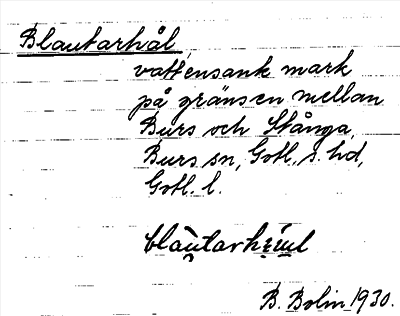 Blautarhål,
vattensank mark
på gränsen mellan
Burs och Stånga,
Burs sn, Gotl. s. hd,
Gotl. l.
B. Bolin 1930.